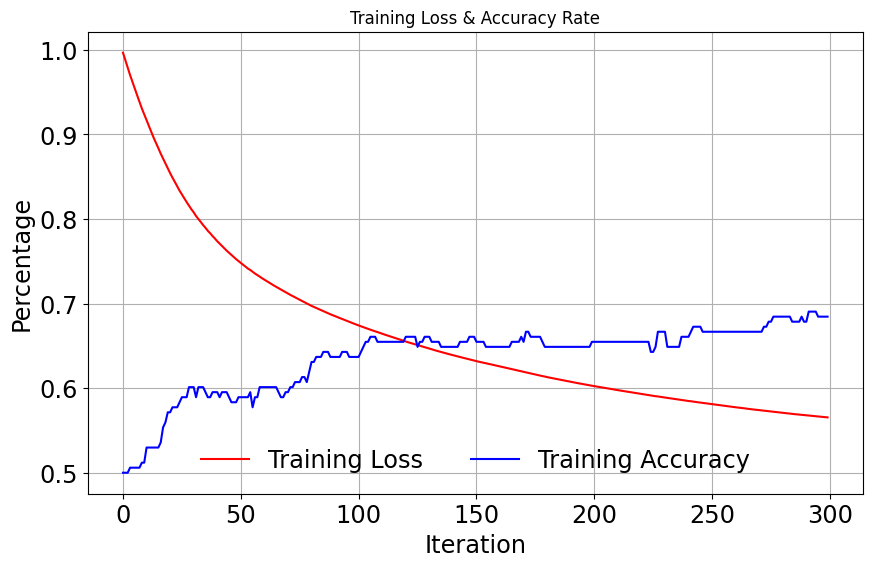 Training Loss & Accuracy Rate
1.0
0.9
0.8
0.7
0.6
0.5
Percentage
Training Loss
Training Accuracy
0 50 100 150 200 250 300
Iteration